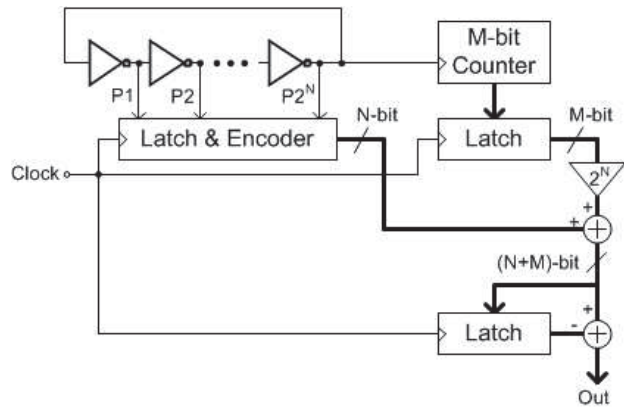 M-bit
Counter
P1
P2
P2^N
Latch & Encoder
N-bit
Latch
M-bit
2^N
Clock
+
+
(N+M)-bit
+
-
Latch
Out